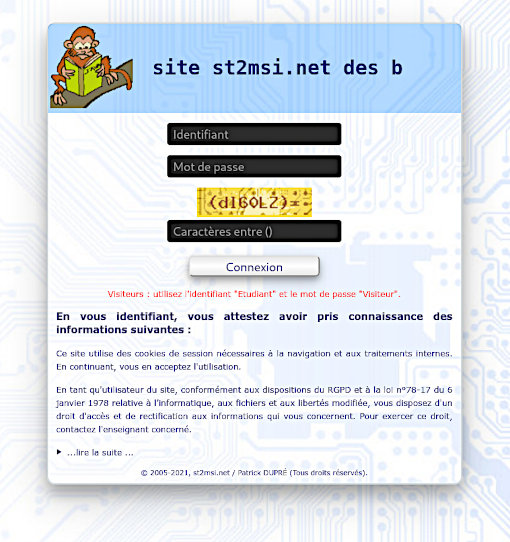 site st2msi.net des b
Identifiant
Mot de passe
(d160LZ)=
Caractères entre ()
Connexion
Visiteurs : utilisez l'identifiant "Etudiant" et le mot de passe "Visiteur".
En vous identifiant, vous attestez avoir pris connaissance des
informations suivantes :
Ce site utilise des cookies de session nécessaires à la navigation et aux traitements internes.
En continuant, vous en acceptez l'utilisation.
En tant qu'utilisateur du site, conformément aux dispositions du RGPD et à la loi n°78-17 du 6
janvier 1978 relative à l'informatique, aux fichiers et aux libertés modifiée, vous disposez d'un
droit d'accès et de rectification aux informations qui vous concernent. Pour exercer ce droit,
contactez l'enseignant concerné.
...lire la suite ...
© 2005-2021, st2msi.net / Patrick DUPRÉ (Tous droits réservés).